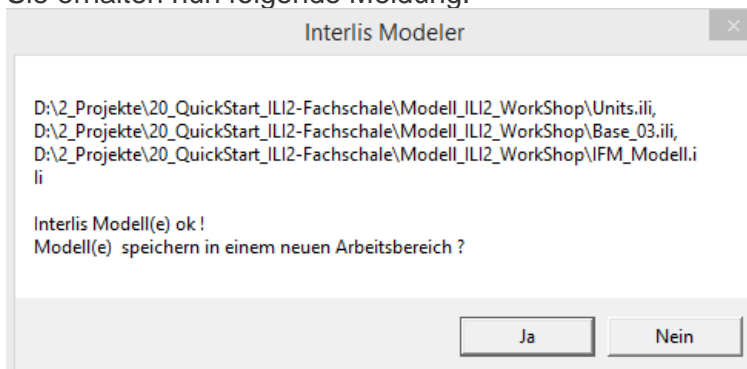 Sie erhalten nun folgende Meldung:
Interlis Modeler
D:\2_Projekte\20_QuickStart_ILI2-Fachschale\Modell_ILI2_WorkShop\Units.ili,
D:\2_Projekte\20_QuickStart_ILI2-Fachschale\Modell_ILI2_WorkShop\Base_03.ili,
D:\2_Projekte\20_QuickStart_ILI2-Fachschale\Modell_ILI2_WorkShop\IFM_Modell.i
li
Interlis Modell(e) ok !
Modell(e)  speichern in einem neuen Arbeitsbereich ?
Ja
Nein